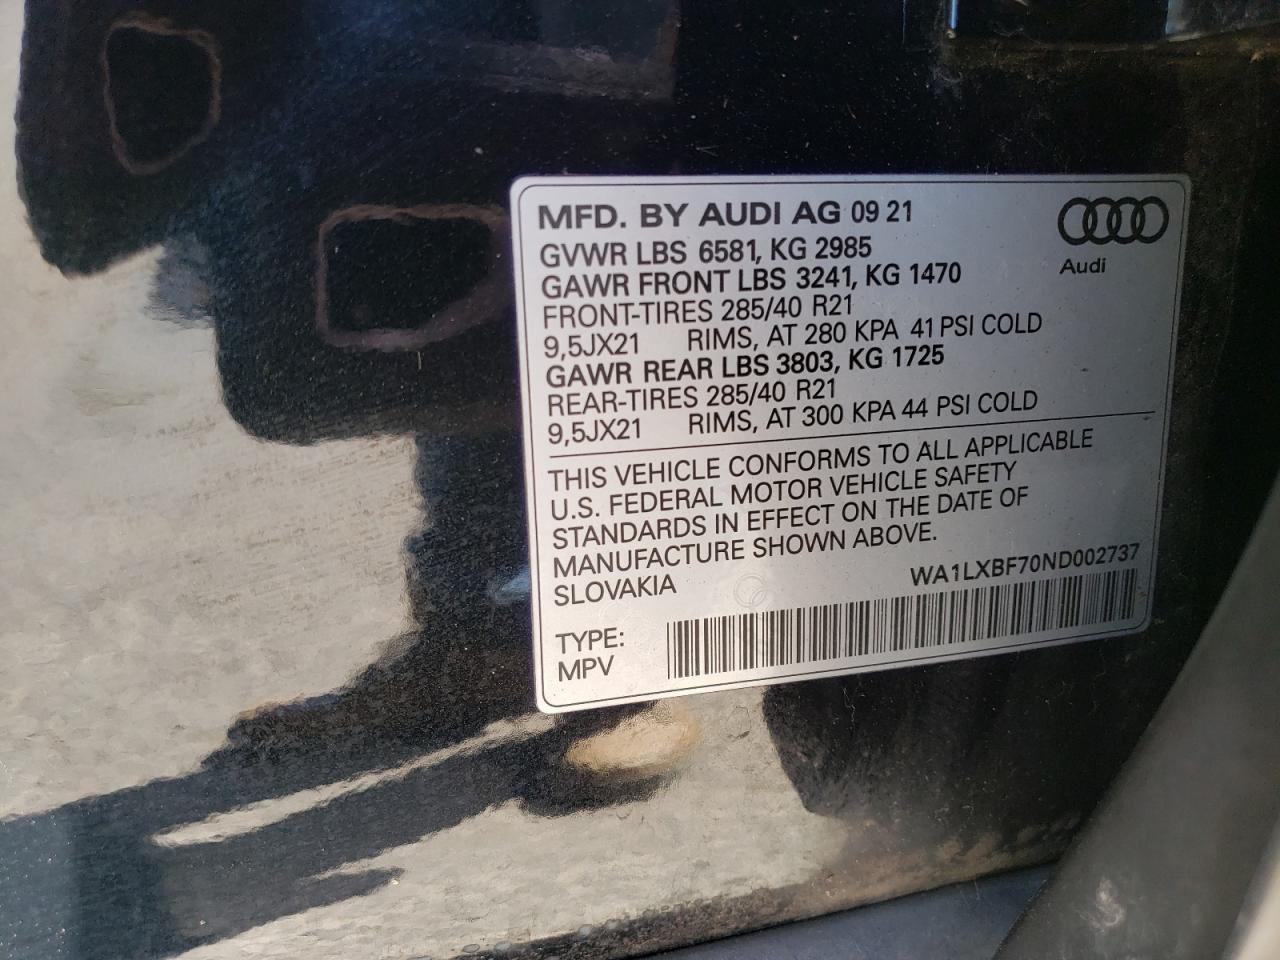 MFD. BY AUDI AG 09 21
GVWR LBS 6581, KG 2985
GAWR FRONT LBS 3241, KG 1470
FRONT-TIRES 285/40 R21
9,5JX21 RIMS, AT 280 KPA 41 PSI COLD
GAWR REAR LBS 3803, KG 1725
REAR-TIRES 285/40 R21
9,5JX21 RIMS, AT 300 KPA 44 PSI COLD
Audi
THIS VEHICLE CONFORMS TO ALL APPLICABLE
U.S. FEDERAL MOTOR VEHICLE SAFETY
STANDARDS IN EFFECT ON THE DATE OF
MANUFACTURE SHOWN ABOVE.
SLOVAKIA
WA1LXBF70ND002737
TYPE:
MPV